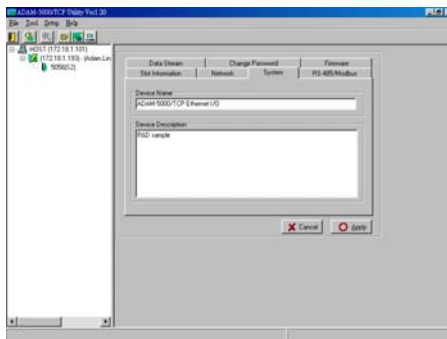 ADAM-5000/TCP Utility Ver1.20
File Tool Setup Help
HOST (172.18.1.101)
(172.18.1.193) - (Adam.Lin
5056(S2)
Data Stream Change Password Firmware
Slot Information Network System RS-485/Modbus
Device Name
ADAM-5000/TCP Ethernet I/O
Device Description
R&D sample
Cancel Apply